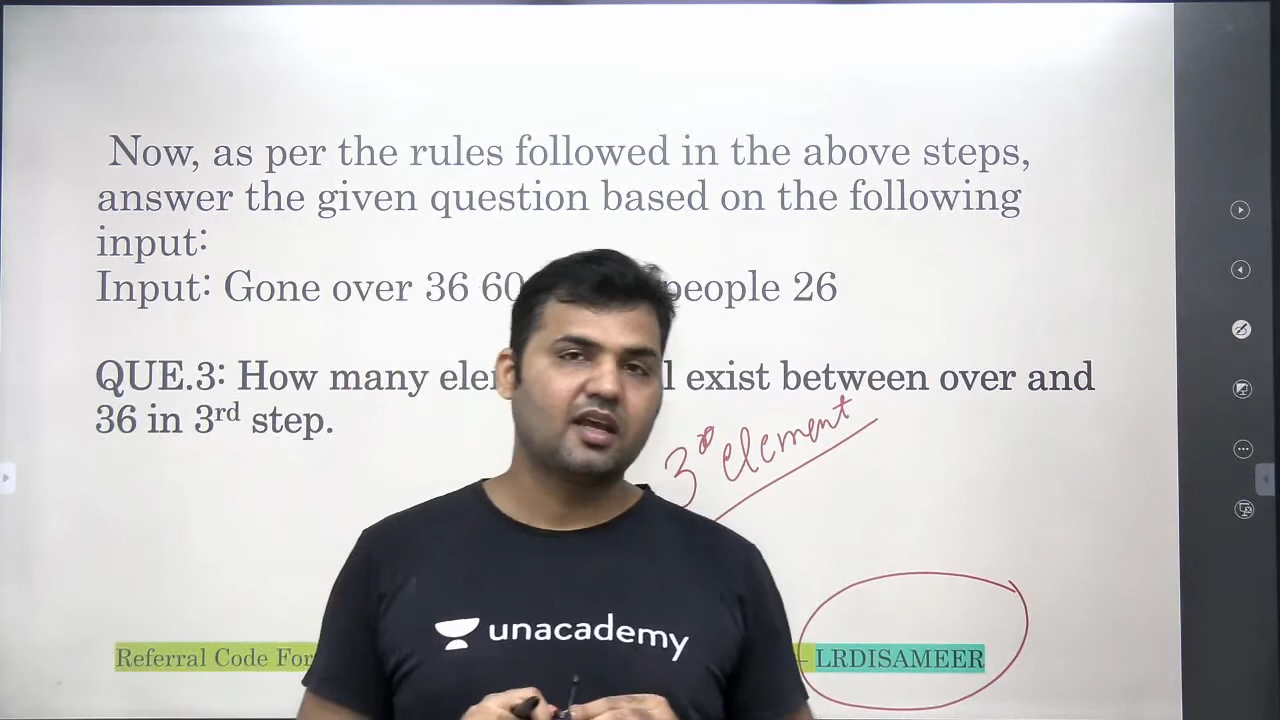 Now, as per the rules followed in the above steps,
answer the given question based on the following
input:
Input: Gone over 36 60 people 26
QUE.3: How many exist between over and
36 in 3rd step.
3 element
unacademy
Referral Code For
LRDISAMEER